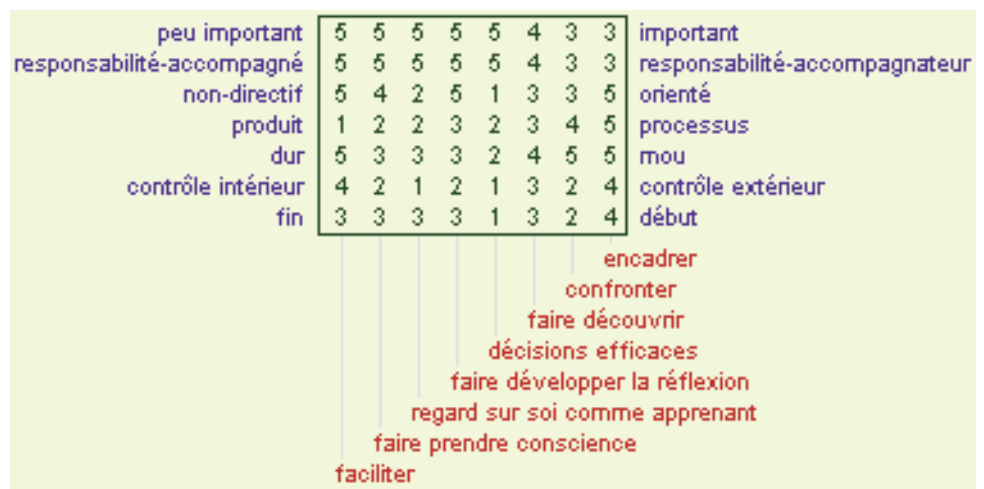 peu important 5 5 5 5 5 4 3 3 important
responsabilité-accompagné 5 5 5 5 5 4 3 3 responsabilité-accompagnateur
non-directif 5 4 2 5 1 3 3 5 orienté
produit 1 2 2 3 2 3 4 5 processus
dur 5 3 3 3 2 4 5 5 mou
contrôle intérieur 4 2 1 2 1 3 2 4 contrôle extérieur
fin 3 3 3 3 1 3 2 4 début
encadrer
confronter
faire découvrir
décisions efficaces
faire développer la réflexion
regard sur soi comme apprenant
faire prendre conscience
faciliter